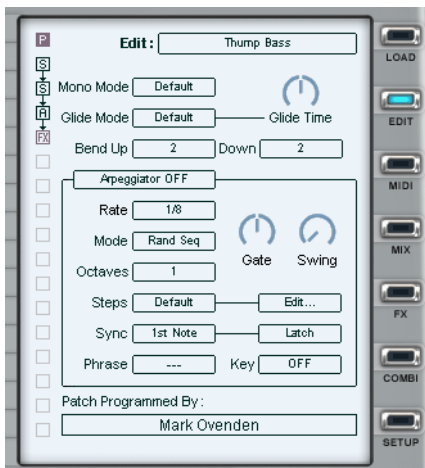 P Edit: Thump Bass
S
S Mono Mode Default
A Glide Mode Default Glide Time
FX
Bend Up 2 Down 2
Arpeggiator OFF
Rate 1/8
Mode Rand Seq
Gate Swing
Octaves 1
Steps Default Edit...
Sync 1st Note Latch
Phrase --- Key OFF
Patch Programmed By:
Mark Ovenden
LOAD
EDIT
MIDI
MIX
FX
COMBI
SETUP